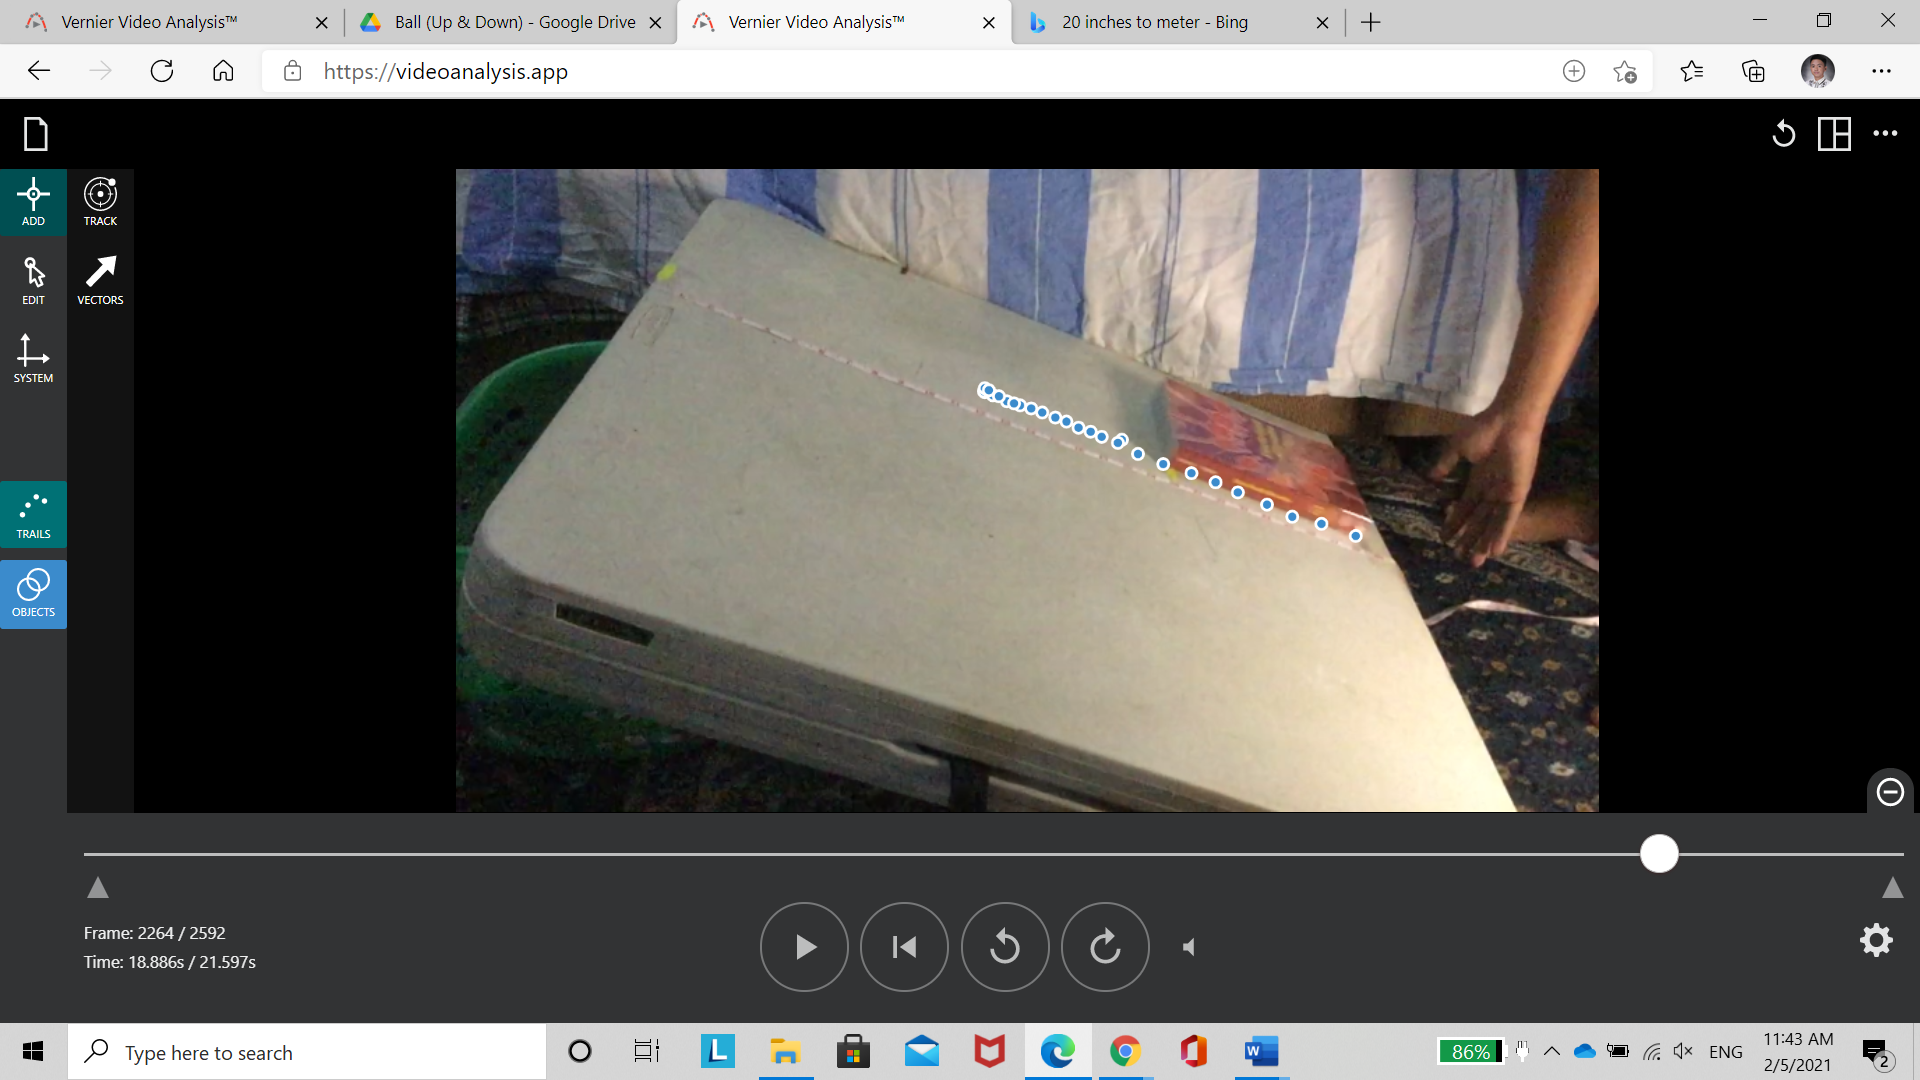 Vernier Video Analysis™
Ball (Up & Down) - Google Drive
Vernier Video Analysis™
20 inches to meter - Bing
https://videoanalysis.app
ADD
TRACK
EDIT
VECTORS
SYSTEM
TRAILS
OBJECTS
Frame: 2264 / 2592
Time: 18.886s / 21.597s
Type here to search
L
W
86%
ENG
11:43 AM
2/5/2021
2